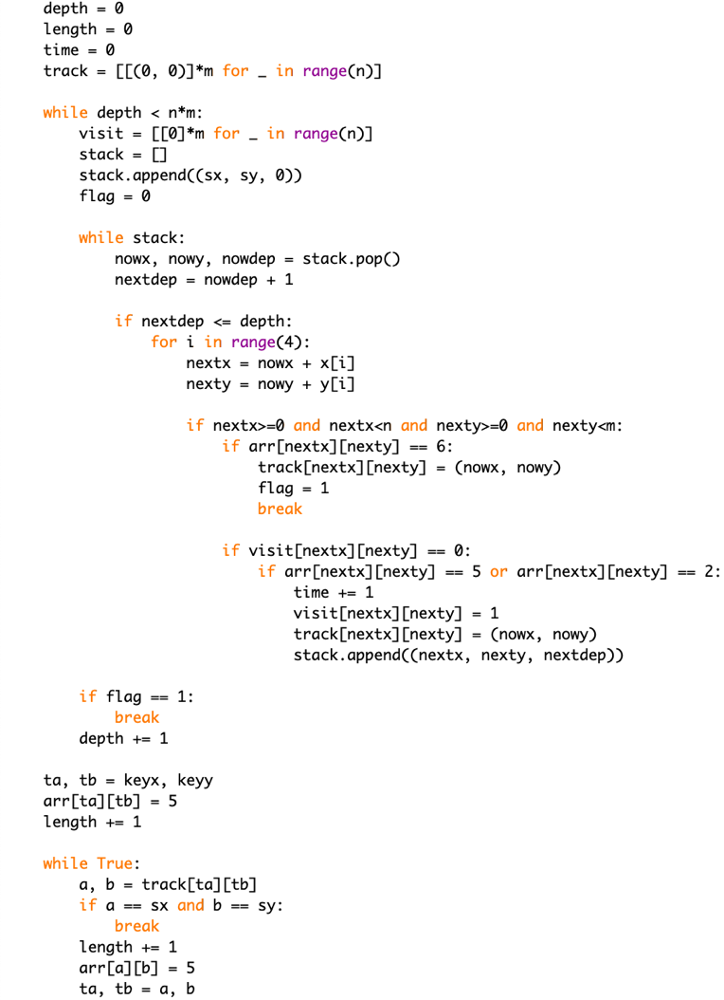 depth = 0
length = 0
time = 0
track = [[(0, 0)]*m for _ in range(n)]

while depth < n*m:
    visit = [[0]*m for _ in range(n)]
    stack = []
    stack.append((sx, sy, 0))
    flag = 0

    while stack:
        nowx, nowy, nowdep = stack.pop()
        nextdep = nowdep + 1

        if nextdep <= depth:
            for i in range(4):
                nextx = nowx + x[i]
                nexty = nowy + y[i]

                if nextx>=0 and nextx<n and nexty>=0 and nexty<m:
                    if arr[nextx][nexty] == 6:
                        track[nextx][nexty] = (nowx, nowy)
                        flag = 1
                        break

                    if visit[nextx][nexty] == 0:
                        if arr[nextx][nexty] == 5 or arr[nextx][nexty] == 2:
                            time += 1
                            visit[nextx][nexty] = 1
                            track[nextx][nexty] = (nowx, nowy)
                            stack.append((nextx, nexty, nextdep))

    if flag == 1:
        break
    depth += 1

ta, tb = keyx, keyy
arr[ta][tb] = 5
length += 1

while True:
    a, b = track[ta][tb]
    if a == sx and b == sy:
        break
    length += 1
    arr[a][b] = 5
    ta, tb = a, b